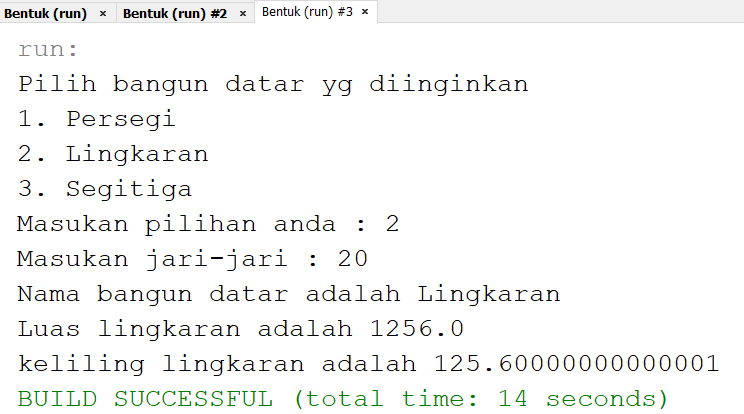 Bentuk (run) × Bentuk (run) #2 × Bentuk (run) #3 ×
run:
Pilih bangun datar yg diinginkan
1. Persegi
2. Lingkaran
3. Segitiga
Masukan pilihan anda : 2
Masukan jari-jari : 20
Nama bangun datar adalah Lingkaran
Luas lingkaran adalah 1256.0
keliling lingkaran adalah 125.60000000000001
BUILD SUCCESSFUL (total time: 14 seconds)